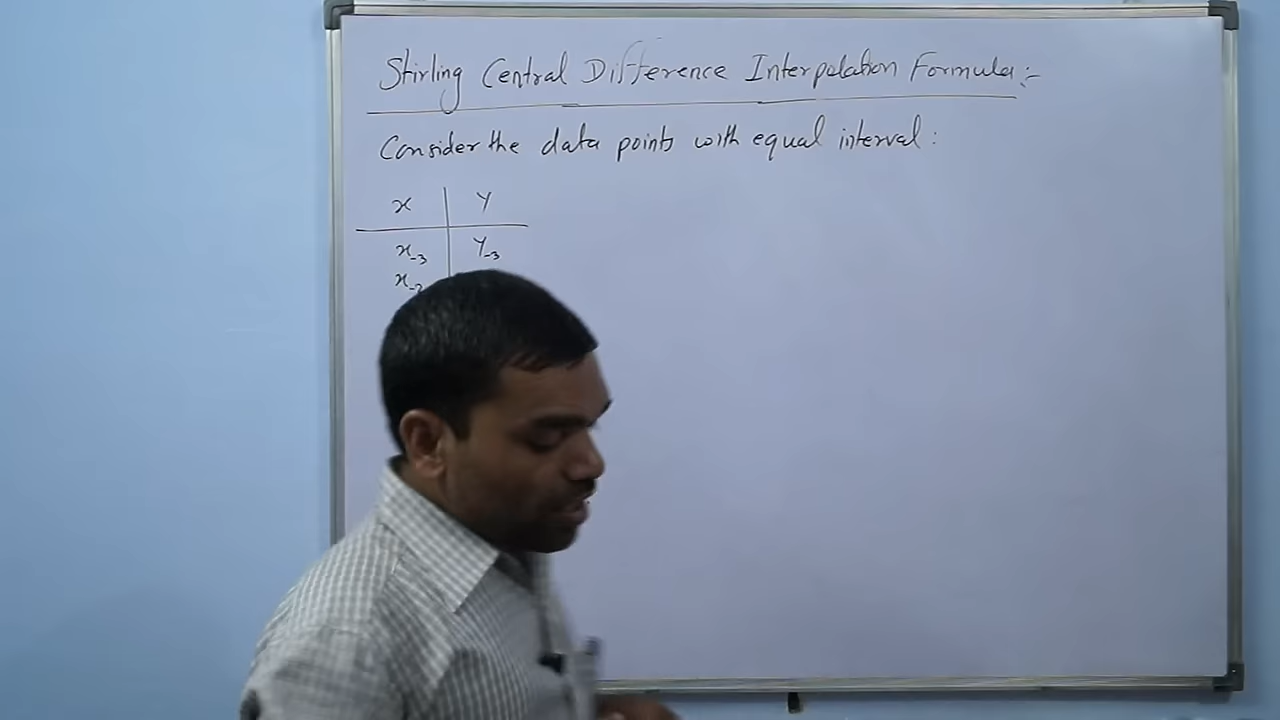 Stirling Central Difference Interpolation Formula:-
Consider the data points with equal interval:
x Y
x₋₃ Y₋₃
x₋₂